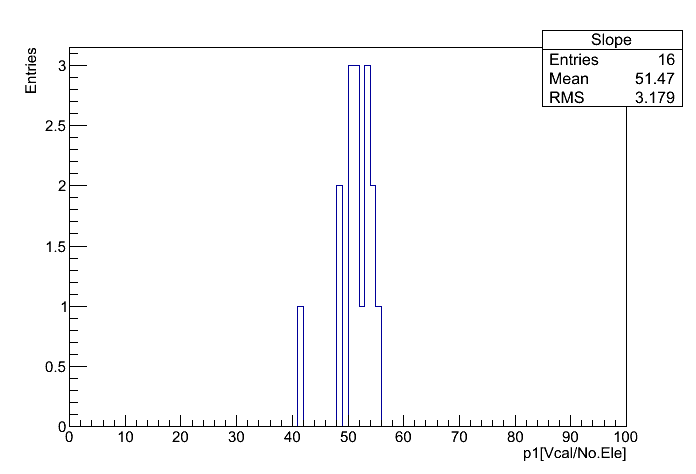 Slope
Entries 16
Mean 51.47
RMS 3.179
Entries
3
2.5
2
1.5
1
0.5
0
0 10 20 30 40 50 60 70 80 90 100
p1[Vcal/No.Ele]